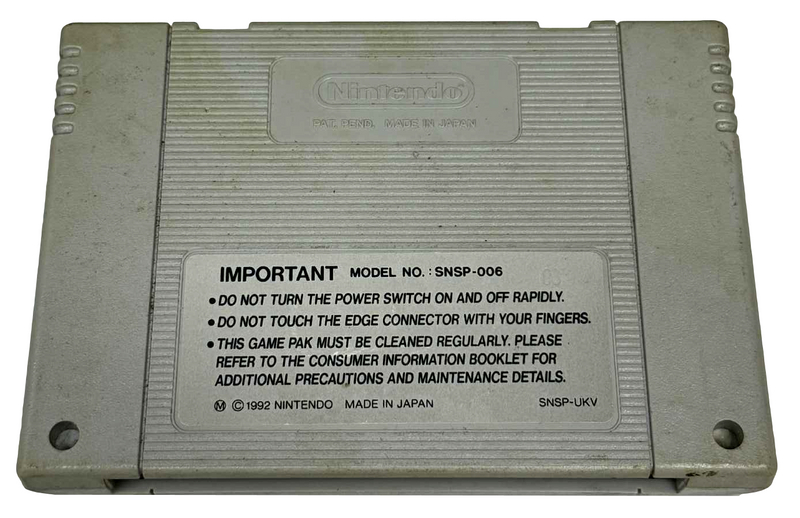 Nintendo®
PAT. PEND. MADE IN JAPAN
IMPORTANT MODEL NO.: SNSP-006
• DO NOT TURN THE POWER SWITCH ON AND OFF RAPIDLY.
• DO NOT TOUCH THE EDGE CONNECTOR WITH YOUR FINGERS.
• THIS GAME PAK MUST BE CLEANED REGULARLY. PLEASE
REFER TO THE CONSUMER INFORMATION BOOKLET FOR
ADDITIONAL PRECAUTIONS AND MAINTENANCE DETAILS.
Ⓜ ©1992 NINTENDO MADE IN JAPAN SNSP-UKV